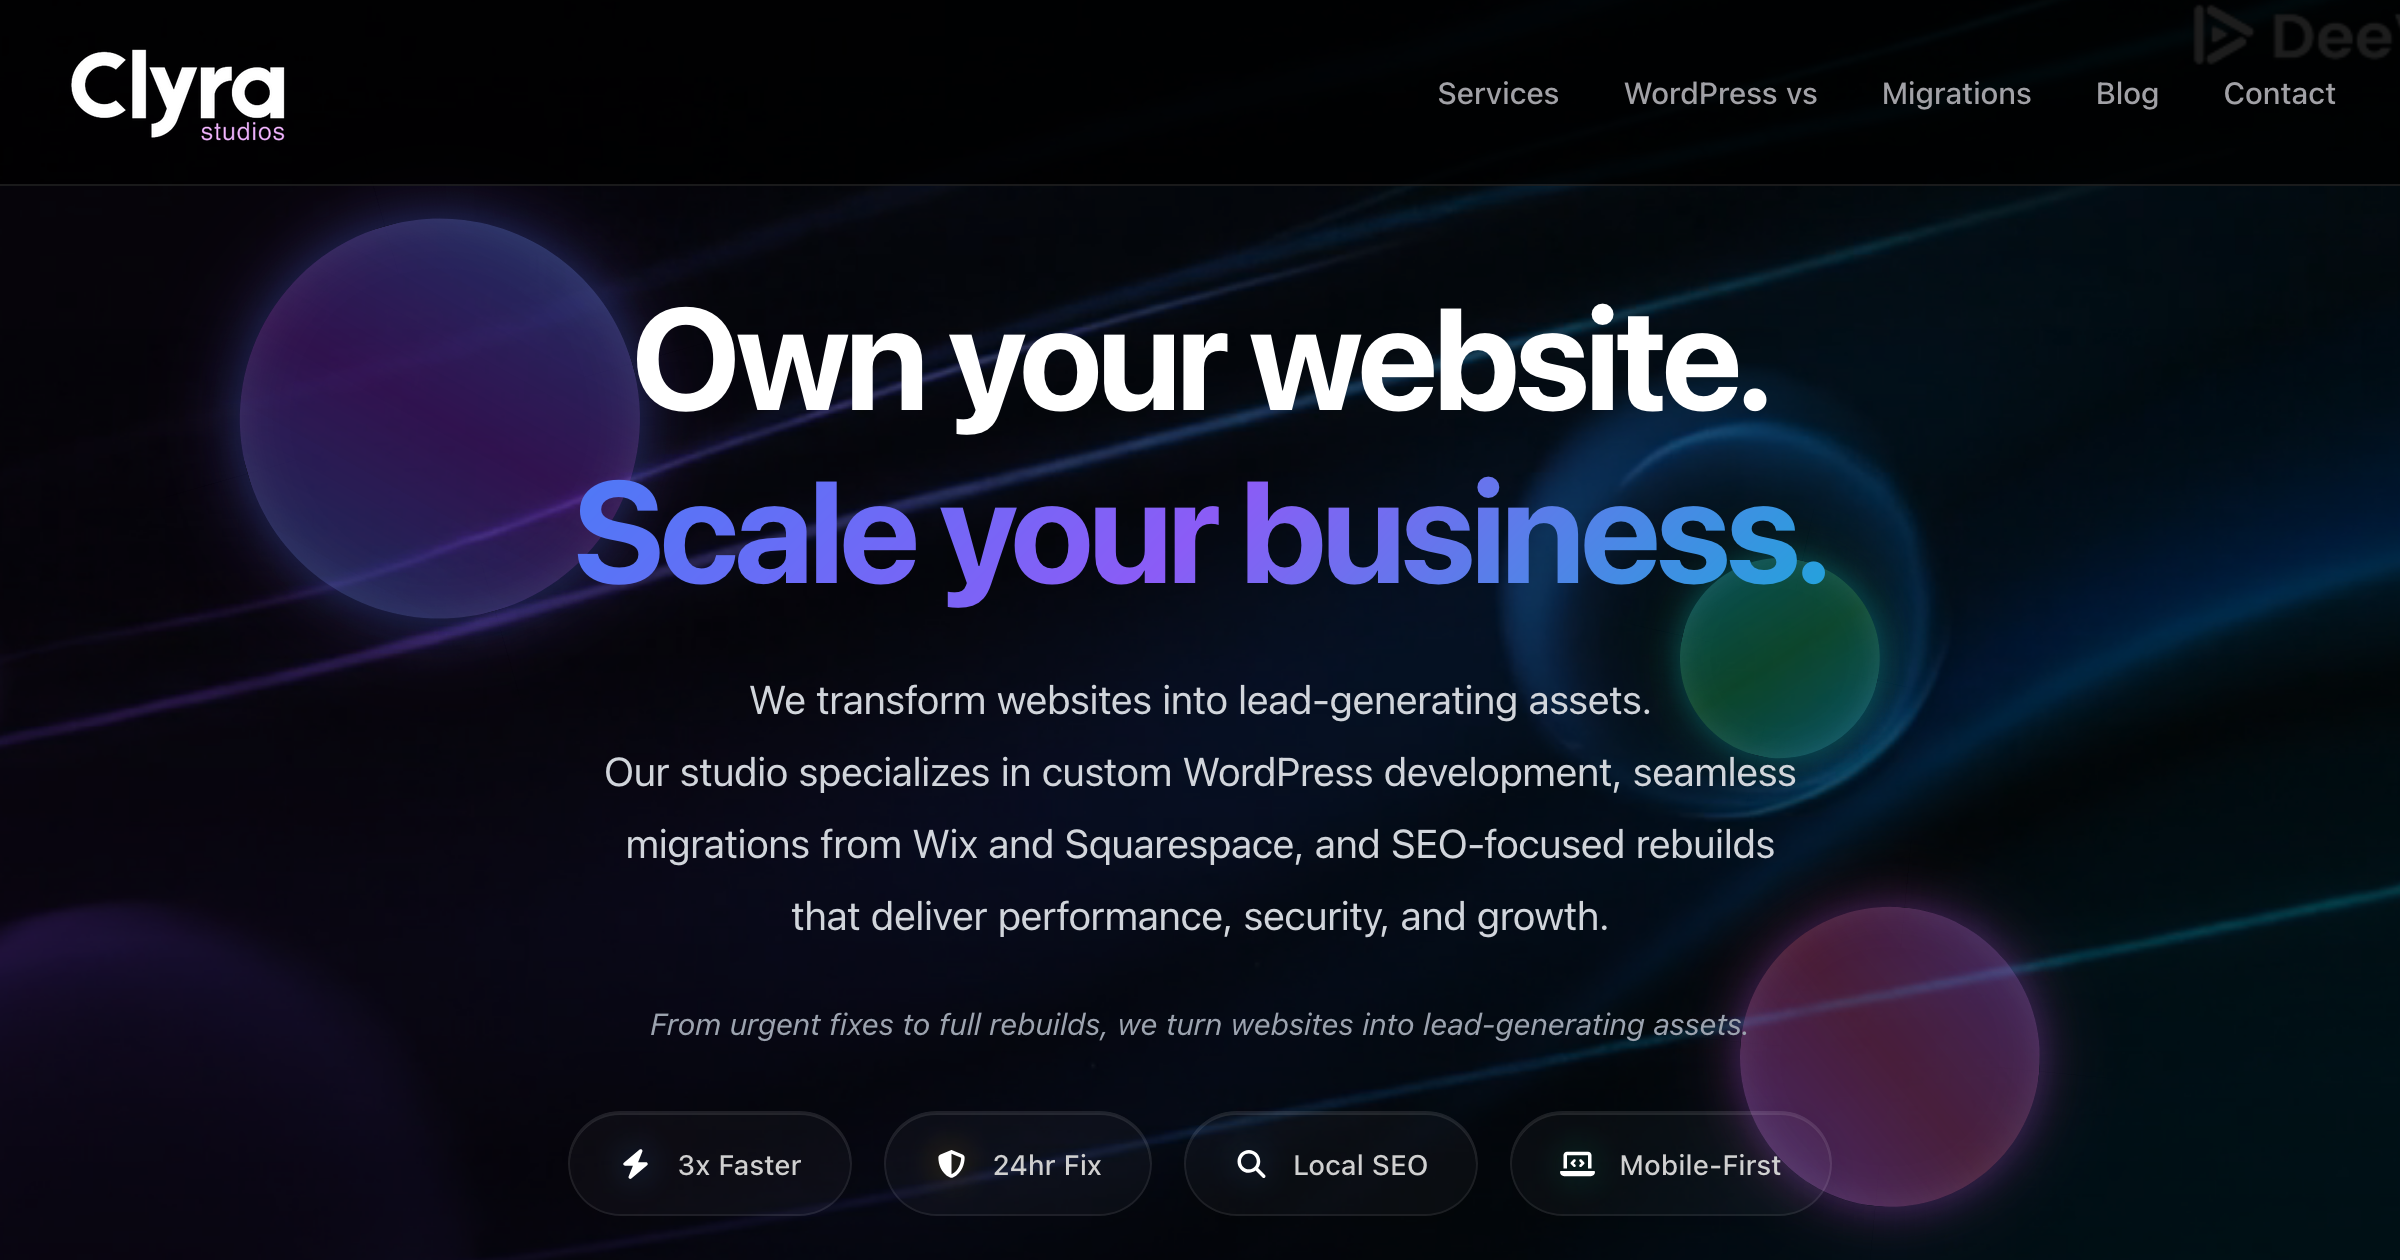 Clyra
studios
Services
WordPress vs
Migrations
Blog
Contact
Own your website.
Scale your business.
We transform websites into lead-generating assets.
Our studio specializes in custom WordPress development, seamless
migrations from Wix and Squarespace, and SEO-focused rebuilds
that deliver performance, security, and growth.
From urgent fixes to full rebuilds, we turn websites into lead-generating assets.
3x Faster
24hr Fix
Local SEO
Mobile-First